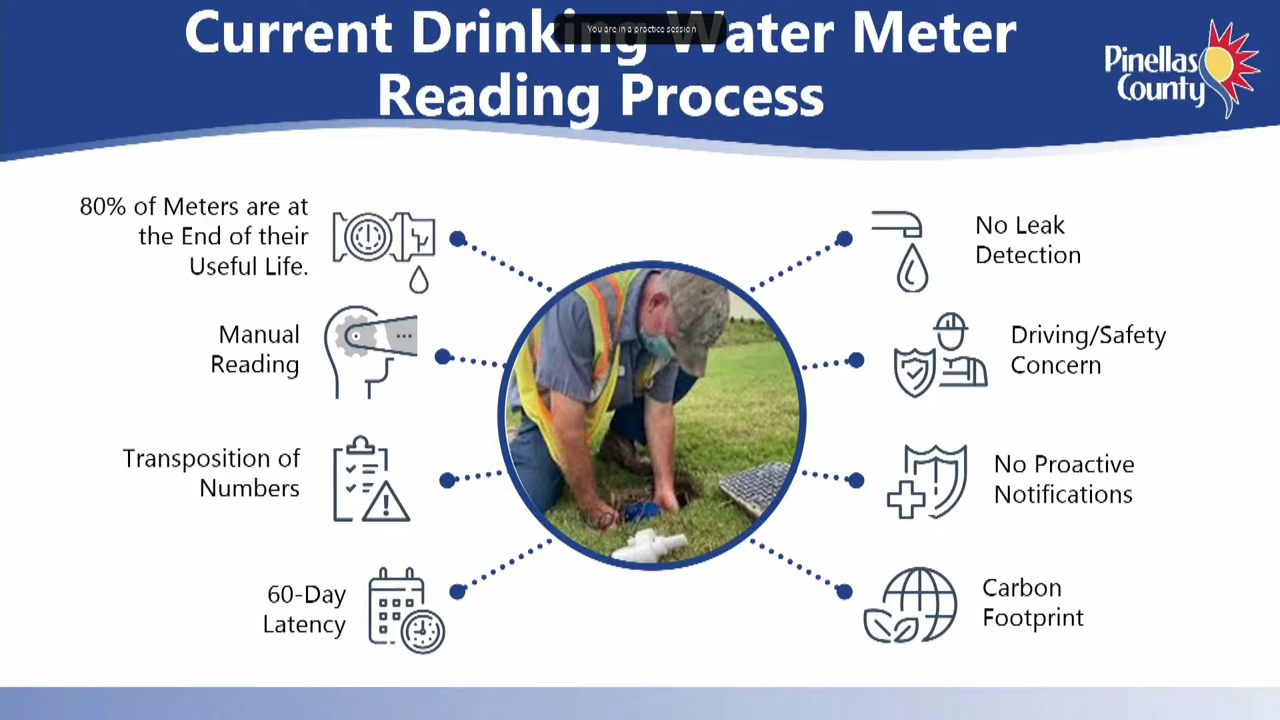 Current Drinking Water Meter
You are in a practice session
Reading Process
Pinellas
County
80% of Meters are at
the End of their
Useful Life.
Manual
Reading
Transposition of
Numbers
60-Day
Latency
No Leak
Detection
Driving/Safety
Concern
No Proactive
Notifications
Carbon
Footprint